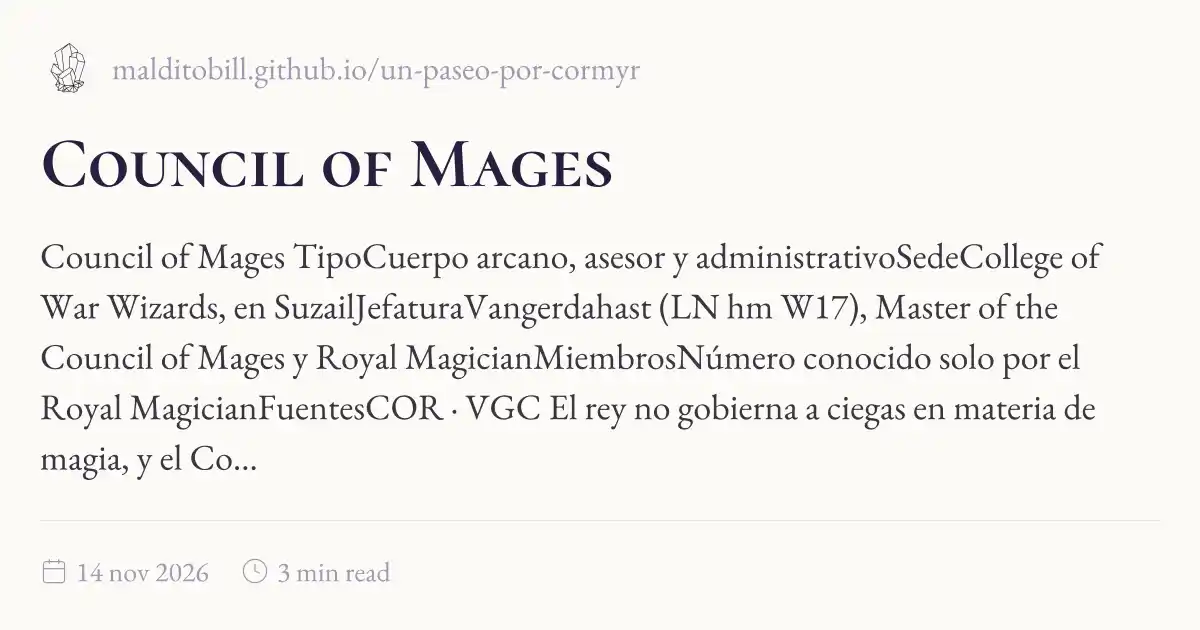 malditobill.github.io/un-paseo-por-cormyr
Council of Mages
Council of Mages TipoCuerpo arcano, asesor y administrativoSedeCollege of
War Wizards, en SuzailJefaturaVangerdahast (LN hm W17), Master of the
Council of Mages y Royal MagicianMiembrosNúmero conocido solo por el
Royal MagicianFuentesCOR · VGC El rey no gobierna a ciegas en materia de
magia, y el Co...
14 nov 2026 3 min read